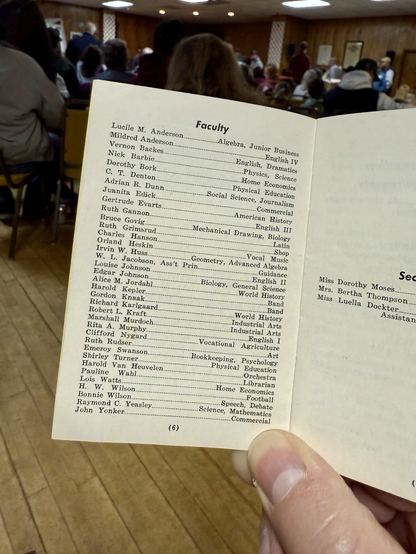 Faculty
Lucile M. Anderson Algebra, Junior Business
Mildred Anderson English IV
Vernon Backes English, Dramatics
Nick Barbie Physics, Science
Dorothy Bork Home Economics
C. T. Denton Physical Education
Adrian R. Dunn Social Science, Journalism
Juanita Edick Commercial
Gertrude Evarts American History
Ruth Gannon English III
Bruce Govig Mechanical Drawing, Biology
Ruth Grimsrud Latin
Charles Hanson Shop
Orland Heskin Vocal Music
Irvin W. Huss Geometry, Advanced Algebra
W. L. Jacobson, Ass't Prin. Guidance
Louise Johnson English II
Edgar Johnson Biology, General Science
Alice M. Jordahl World History
Harold Kepler Band
Gordon Knaak Band
Richard Karlgaard World History
Robert L. Kraft Industrial Arts
Marshall Murdoch Industrial Arts
Rita A. Murphy English I
Clifford Nygard Vocational Agriculture
Ruth Rudser Art
Emeroy Swanson Bookkeeping, Psychology
Shirley Turner Physical Education
Harold Van Heuvelen Orchestra
Pauline Wahl Librarian
Lois Watts Home Economics
H. W. Wilson Football
Bonnie Wilson Speech, Debate
Raymond C. Yeasley Science, Mathematics
John Yonker Commercial
(6)
Sec
Miss Dorothy Moses
Mrs. Bertha Thompson
Miss Luella Dockter
Assistan
(